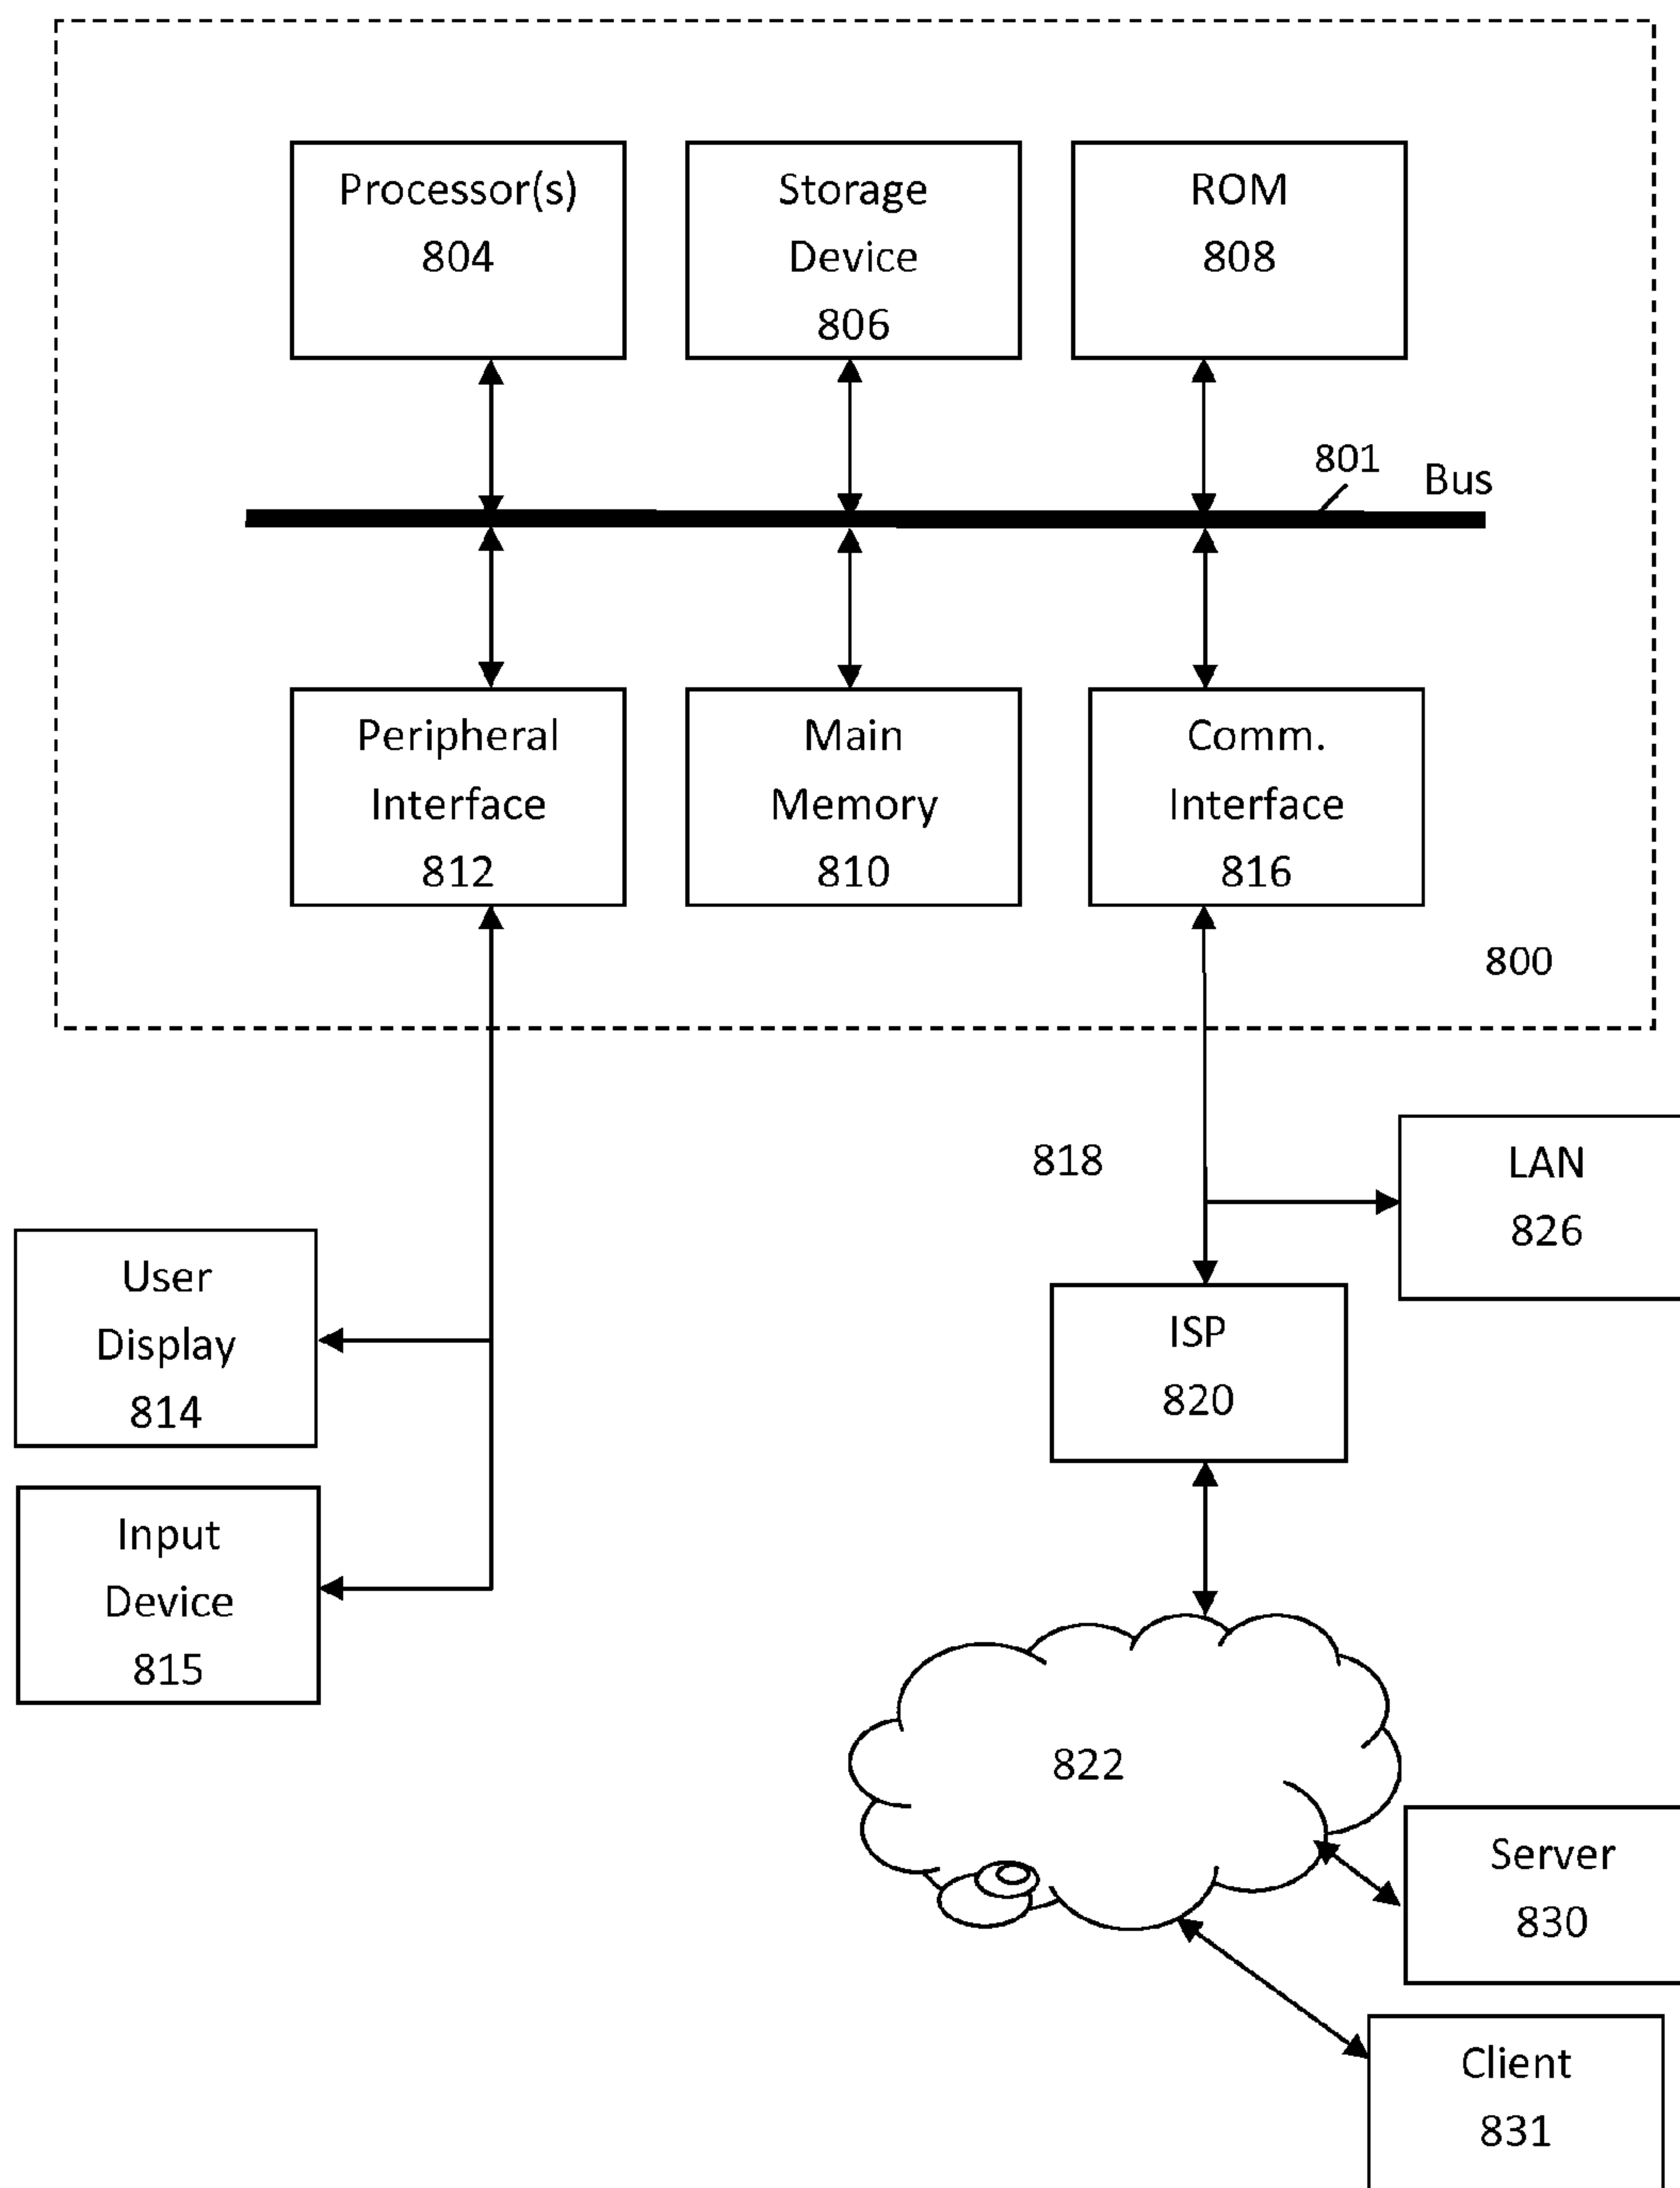 Processor(s)
804
Storage
Device
806
ROM
808
801
Bus
Peripheral
Interface
812
Main
Memory
810
Comm.
Interface
816
800
818
LAN
826
User
Display
814
ISP
820
Input
Device
815
822
Server
830
Client
831